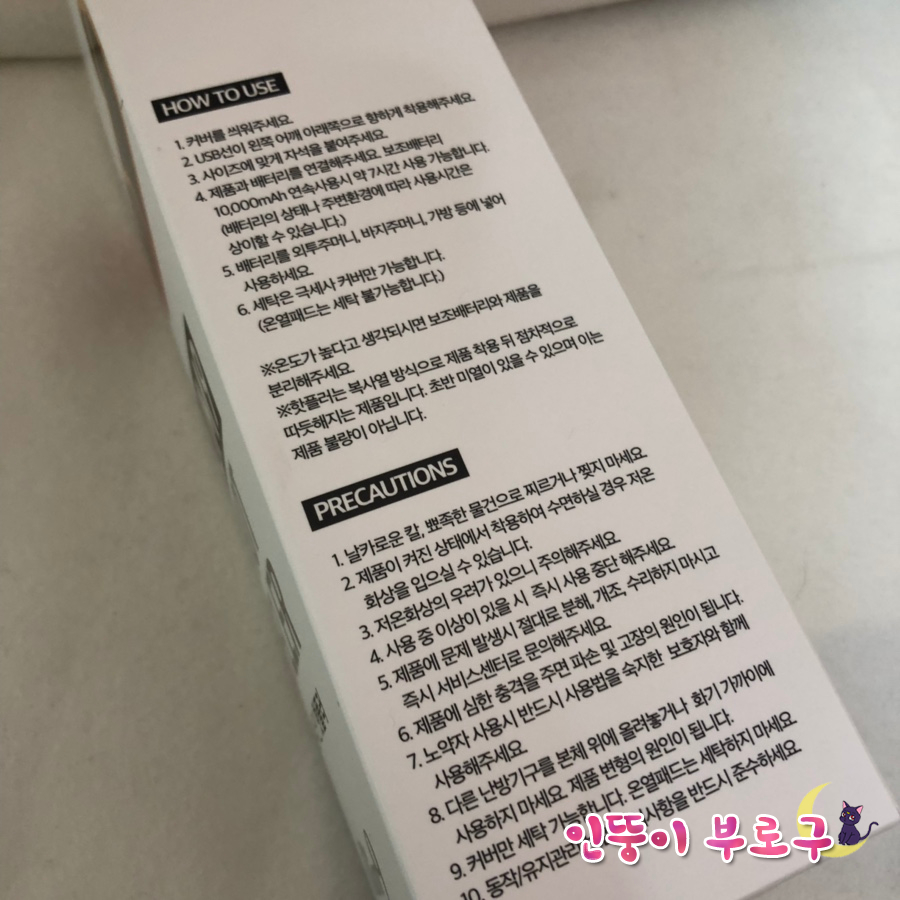 HOW TO USE
1. 커버를 씌워주세요.
2. USB선이 왼쪽 어깨 아래쪽으로 향하게 착용해주세요.
3. 사이즈에 맞게 자석을 붙여주세요.
4. 제품과 배터리를 연결해주세요. 보조배터리
10,000mAh 연속사용시 약 7시간 사용 가능합니다.
(배터리의 상태나 주변환경에 따라 사용시간은
상이할 수 있습니다.)
5. 배터리를 외투주머니, 바지주머니, 가방 등에 넣어
사용하세요.
6. 세탁은 극세사 커버만 가능합니다.
(온열패드는 세탁 불가능합니다.)
※온도가 높다고 생각되시면 보조배터리와 제품을
분리해주세요.
※핫플러는 복사열 방식으로 제품 착용 뒤 점차적으로
따듯해지는 제품입니다. 초반 미열이 있을 수 있으며 이는
제품 불량이 아닙니다.
PRECAUTIONS
1. 날카로운 칼, 뾰족한 물건으로 찌르거나 찢지 마세요.
2. 제품이 켜진 상태에서 착용하여 수면하실 경우 저온
화상을 입으실 수 있습니다.
3. 저온화상의 우려가 있으니 주의해주세요.
4. 사용 중 이상이 있을 시 즉시 사용 중단 해주세요.
5. 제품에 문제 발생시 절대로 분해, 개조, 수리하지 마시고
즉시 서비스센터로 문의해주세요.
6. 제품에 심한 충격을 주면 파손 및 고장의 원인이 됩니다.
7. 노약자 사용시 반드시 사용법을 숙지한 보호자와 함께
사용해주세요.
8. 다른 난방기구를 본체 위에 올려놓거나 화기 가까이에
사용하지 마세요. 제품 변형의 원인이 됩니다.
9. 커버만 세탁 가능합니다. 온열패드는 세탁하지 마세요.
10. 동작/유지관리 사항을 반드시 준수하세요.
인뚱이 부로구